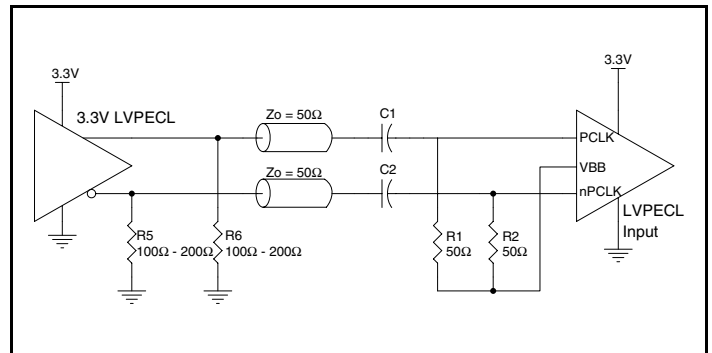 3.3V
3.3V
3.3V LVPECL
Zo = 50Ω
C1
PCLK
VBB
Zo = 50Ω
C2
nPCLK
LVPECL
Input
R5
100Ω - 200Ω
R6
100Ω - 200Ω
R1
50Ω
R2
50Ω